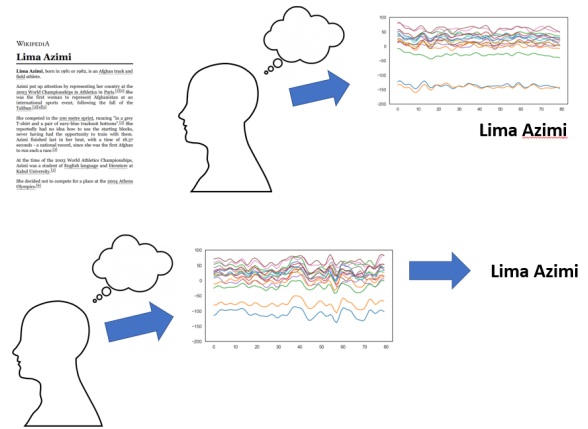 WIKIPEDIA
Lima Azimi
Lima Azimi, born in 1981 or 1982, is an Afghan track and
field athlete.
Azimi put up attention by representing her country at the
2003 World Championships in Athletics in Paris.[1][2] She
was the first woman to represent Afghanistan at an
international sports event, following the fall of the
Taliban.[3][4][5]
She competed in the 100 metre sprint, running "in a grey
T-shirt and a pair of navy-blue tracksuit bottoms".[2] She
reportedly had no idea how to use the starting blocks,
never having had the opportunity to train with them.
Azimi finished last in her heat, with a time of 18.37
seconds - a national record, since she was the first Afghan
to run such a race.[2]
At the time of the 2003 World Athletics Championships,
Azimi was a student of English language and literature at
Kabul University.[2]
She decided not to compete for a place at the 2004 Athens
Olympics.[6]
100
50
0
-50
-100
-150
-200
0 10 20 30 40 50 60 70 80
Lima Azimi
100
50
0
-50
-100
-150
-200
0 10 20 30 40 50 60 70 80
Lima Azimi